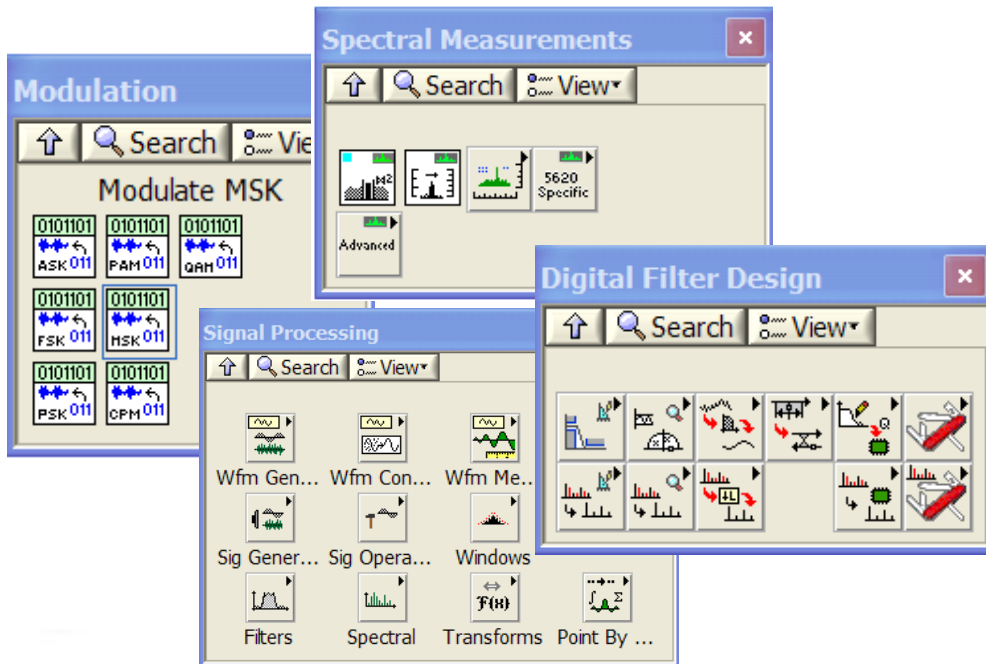 Modulation
Search Vie
Modulate MSK
0101101 0101101 0101101
ASK 011 PAM 011 QAM 011
0101101 0101101
FSK 011 MSK 011
0101101 0101101
PSK 011 CPM 011
Spectral Measurements
Search View
M²
5620
Specific
Advanced
Signal Processing
Search View
Wfm Gen... Wfm Con... Wfm Me...
Sig Gener... Sig Opera... Windows
F(x)
Filters Spectral Transforms Point By ...
Digital Filter Design
Search View
Q
↓L